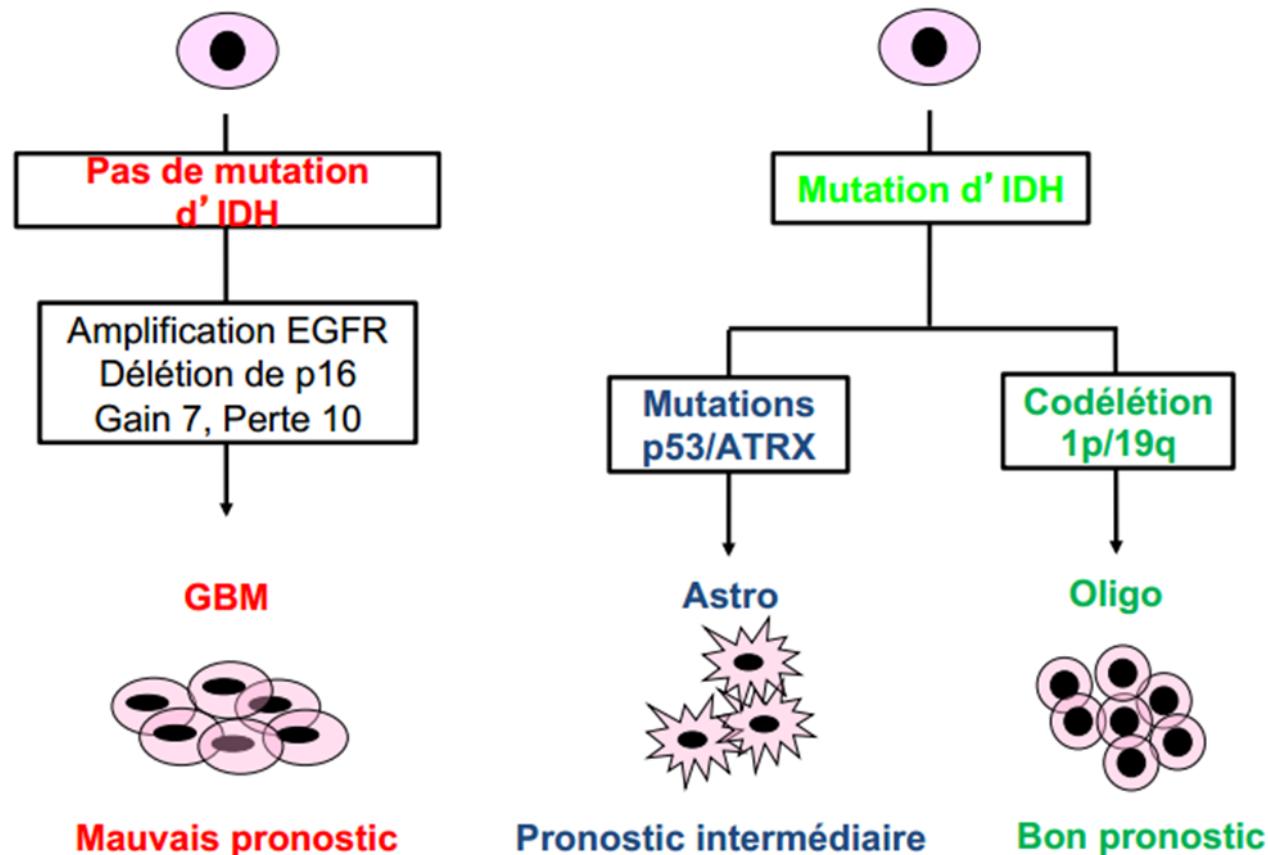 Pas de mutation
d’IDH
Amplification EGFR
Délétion de p16
Gain 7, Perte 10
GBM
Mauvais pronostic
Mutation d’IDH
Mutations
p53/ATRX
Astro
Pronostic intermédiaire
Codélétion
1p/19q
Oligo
Bon pronostic